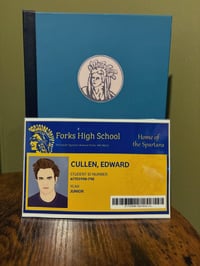 Forks High School
Home of
the Spartans
CULLEN, EDWARD
STUDENT ID NUMBER
YEAR
JUNIOR